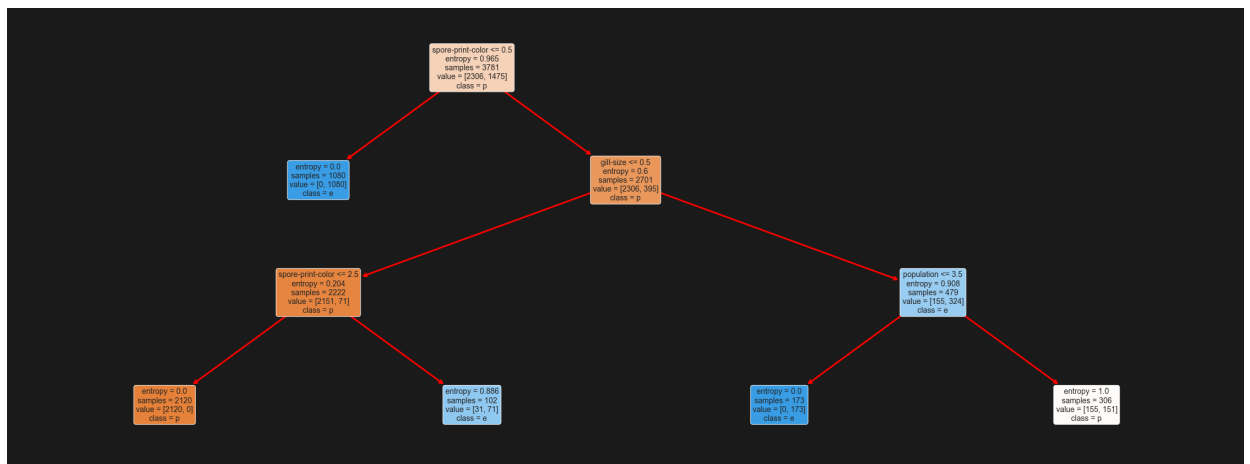 spore-print-color <= 0.5
entropy = 0.965
samples = 3781
value = [2306, 1475]
class = p
entropy = 0.0
samples = 1080
value = [0, 1080]
class = e
gill-size <= 0.5
entropy = 0.6
samples = 2701
value = [2306, 395]
class = p
spore-print-color <= 2.5
entropy = 0.204
samples = 2222
value = [2151, 71]
class = p
population <= 3.5
entropy = 0.908
samples = 479
value = [155, 324]
class = e
entropy = 0.0
samples = 2120
value = [2120, 0]
class = p
entropy = 0.886
samples = 102
value = [31, 71]
class = e
entropy = 0.0
samples = 173
value = [0, 173]
class = e
entropy = 1.0
samples = 306
value = [155, 151]
class = p